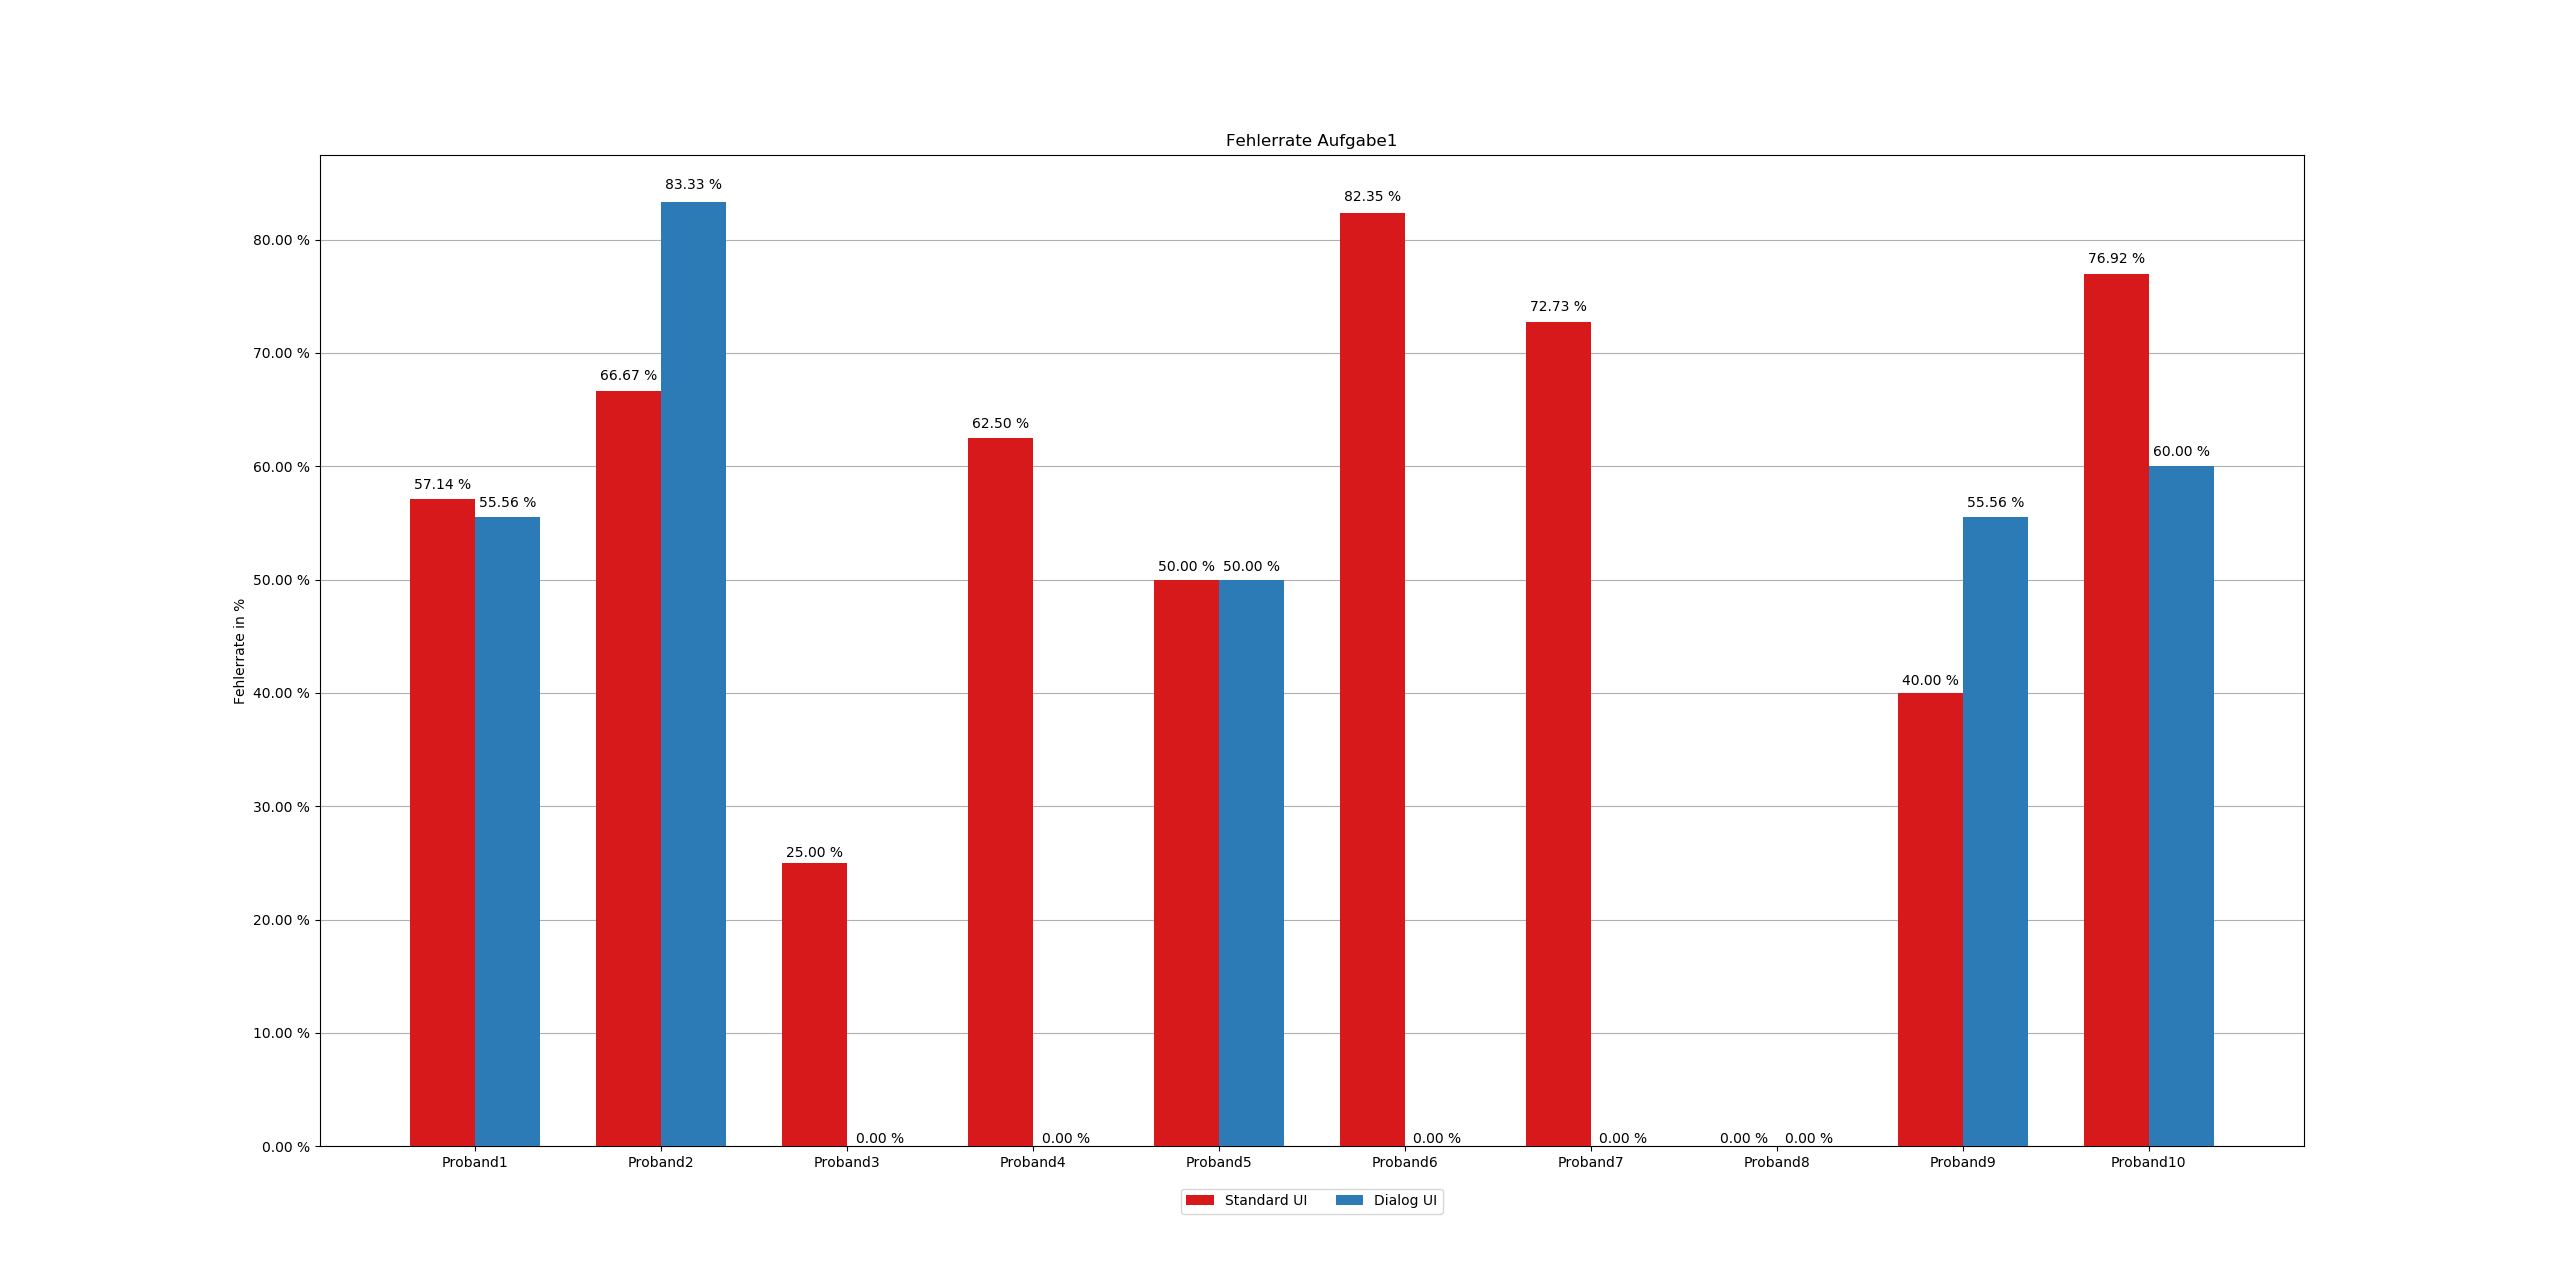 Fehlerrate Aufgabe1
83.33 %
82.35 %
80.00 %
76.92 %
72.73 %
70.00 %
66.67 %
62.50 %
60.00 %
60.00 %
57.14 %
55.56 %
55.56 %
50.00 %
50.00 %
50.00 %
Fehlerrate in %
40.00 %
40.00 %
30.00 %
25.00 %
20.00 %
10.00 %
0.00 %
0.00 %
0.00 %
0.00 %
0.00 %
0.00 %
0.00 %
Proband1
Proband2
Proband3
Proband4
Proband5
Proband6
Proband7
Proband8
Proband9
Proband10
Standard UI
Dialog UI